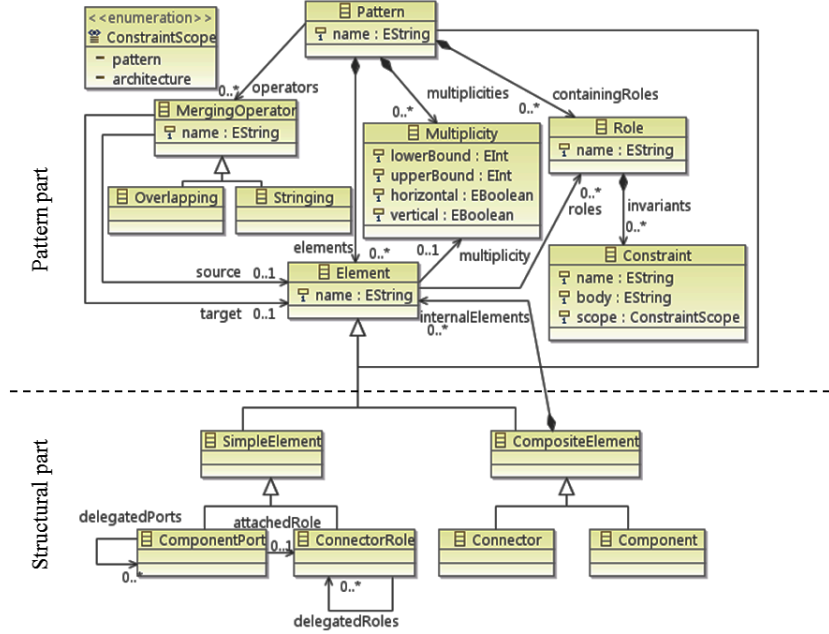 <<enumeration>>
ConstraintScope
pattern
architecture
Pattern
name : EString
0..*
operators
multiplicities
0..*
containingRoles
0..*
MergingOperator
name : EString
Multiplicity
lowerBound : EInt
upperBound : EInt
horizontal : EBoolean
vertical : EBoolean
Role
name : EString
Overlapping
Stringing
0..*
roles
invariants
0..*
elements
0..*
0..1
multiplicity
Constraint
name : EString
body : EString
scope : ConstraintScope
source 0..1
target 0..1
Element
name : EString
internalElements
0..*
Pattern part
Structural part
SimpleElement
CompositeElement
delegatedPorts
0..*
attachedRole
0..1
ComponentPort
ConnectorRole
Connector
Component
0..*
delegatedRoles